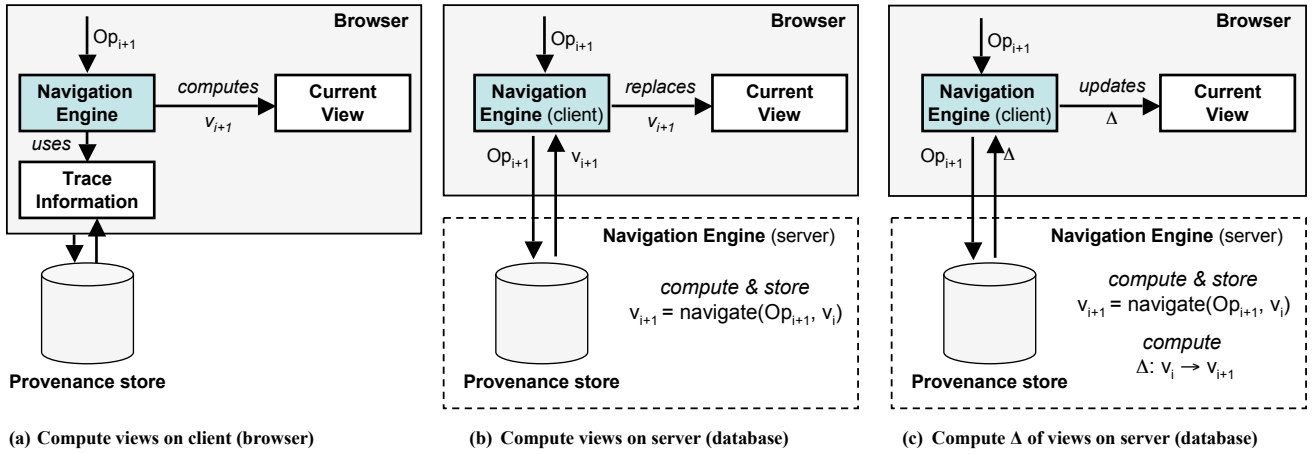 Browser
Op_{i+1}
Navigation
Engine
computes
v_{i+1}
Current
View
uses
Trace
Information
Provenance store
(a) Compute views on client (browser)
Browser
Op_{i+1}
Navigation
Engine (client)
replaces
v_{i+1}
Current
View
Op_{i+1}
v_{i+1}
Navigation Engine (server)
compute & store
v_{i+1} = navigate(Op_{i+1}, v_i)
Provenance store
(b) Compute views on server (database)
Browser
Op_{i+1}
Navigation
Engine (client)
updates
Δ
Current
View
Op_{i+1}
Δ
Navigation Engine (server)
compute & store
v_{i+1} = navigate(Op_{i+1}, v_i)
compute
Δ: v_i → v_{i+1}
Provenance store
(c) Compute Δ of views on server (database)